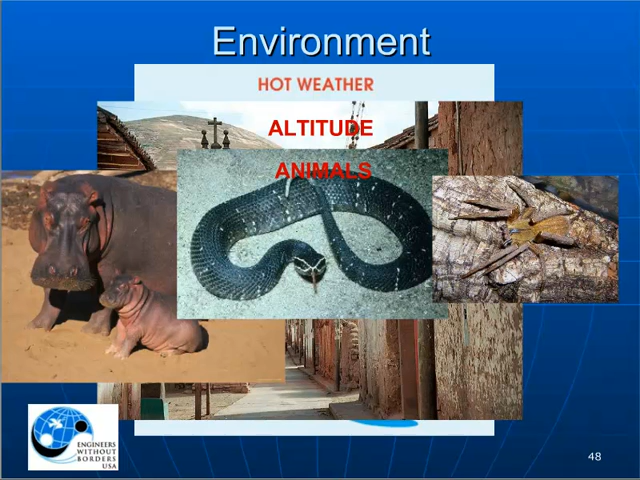 Environment
HOT WEATHER
ALTITUDE
ANIMALS
ENGINEERS
WITHOUT
BORDERS
USA
48